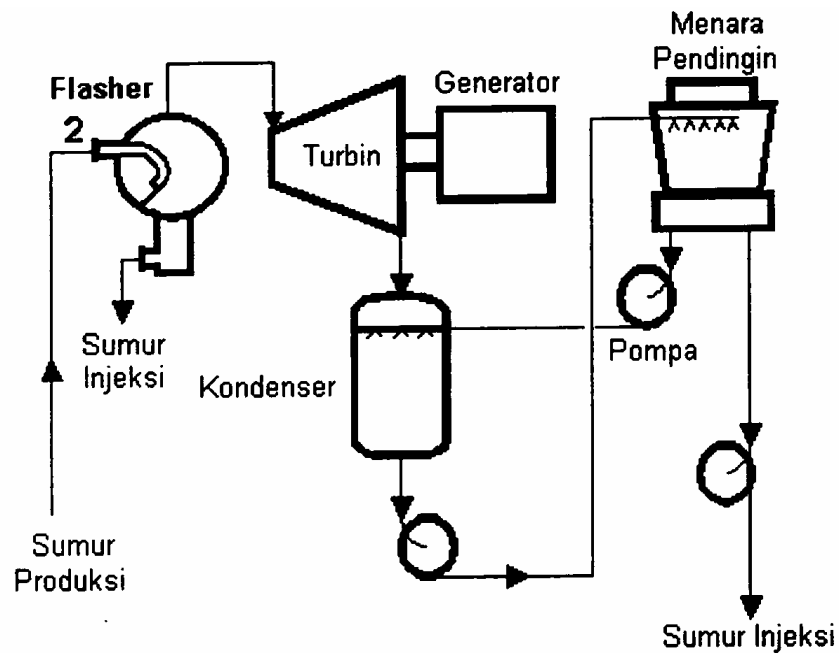 Menara
Pendingin
Flasher
2
Generator
Turbin
Sumur
Injeksi
Pompa
Kondenser
Sumur
Produksi
Sumur Injeksi